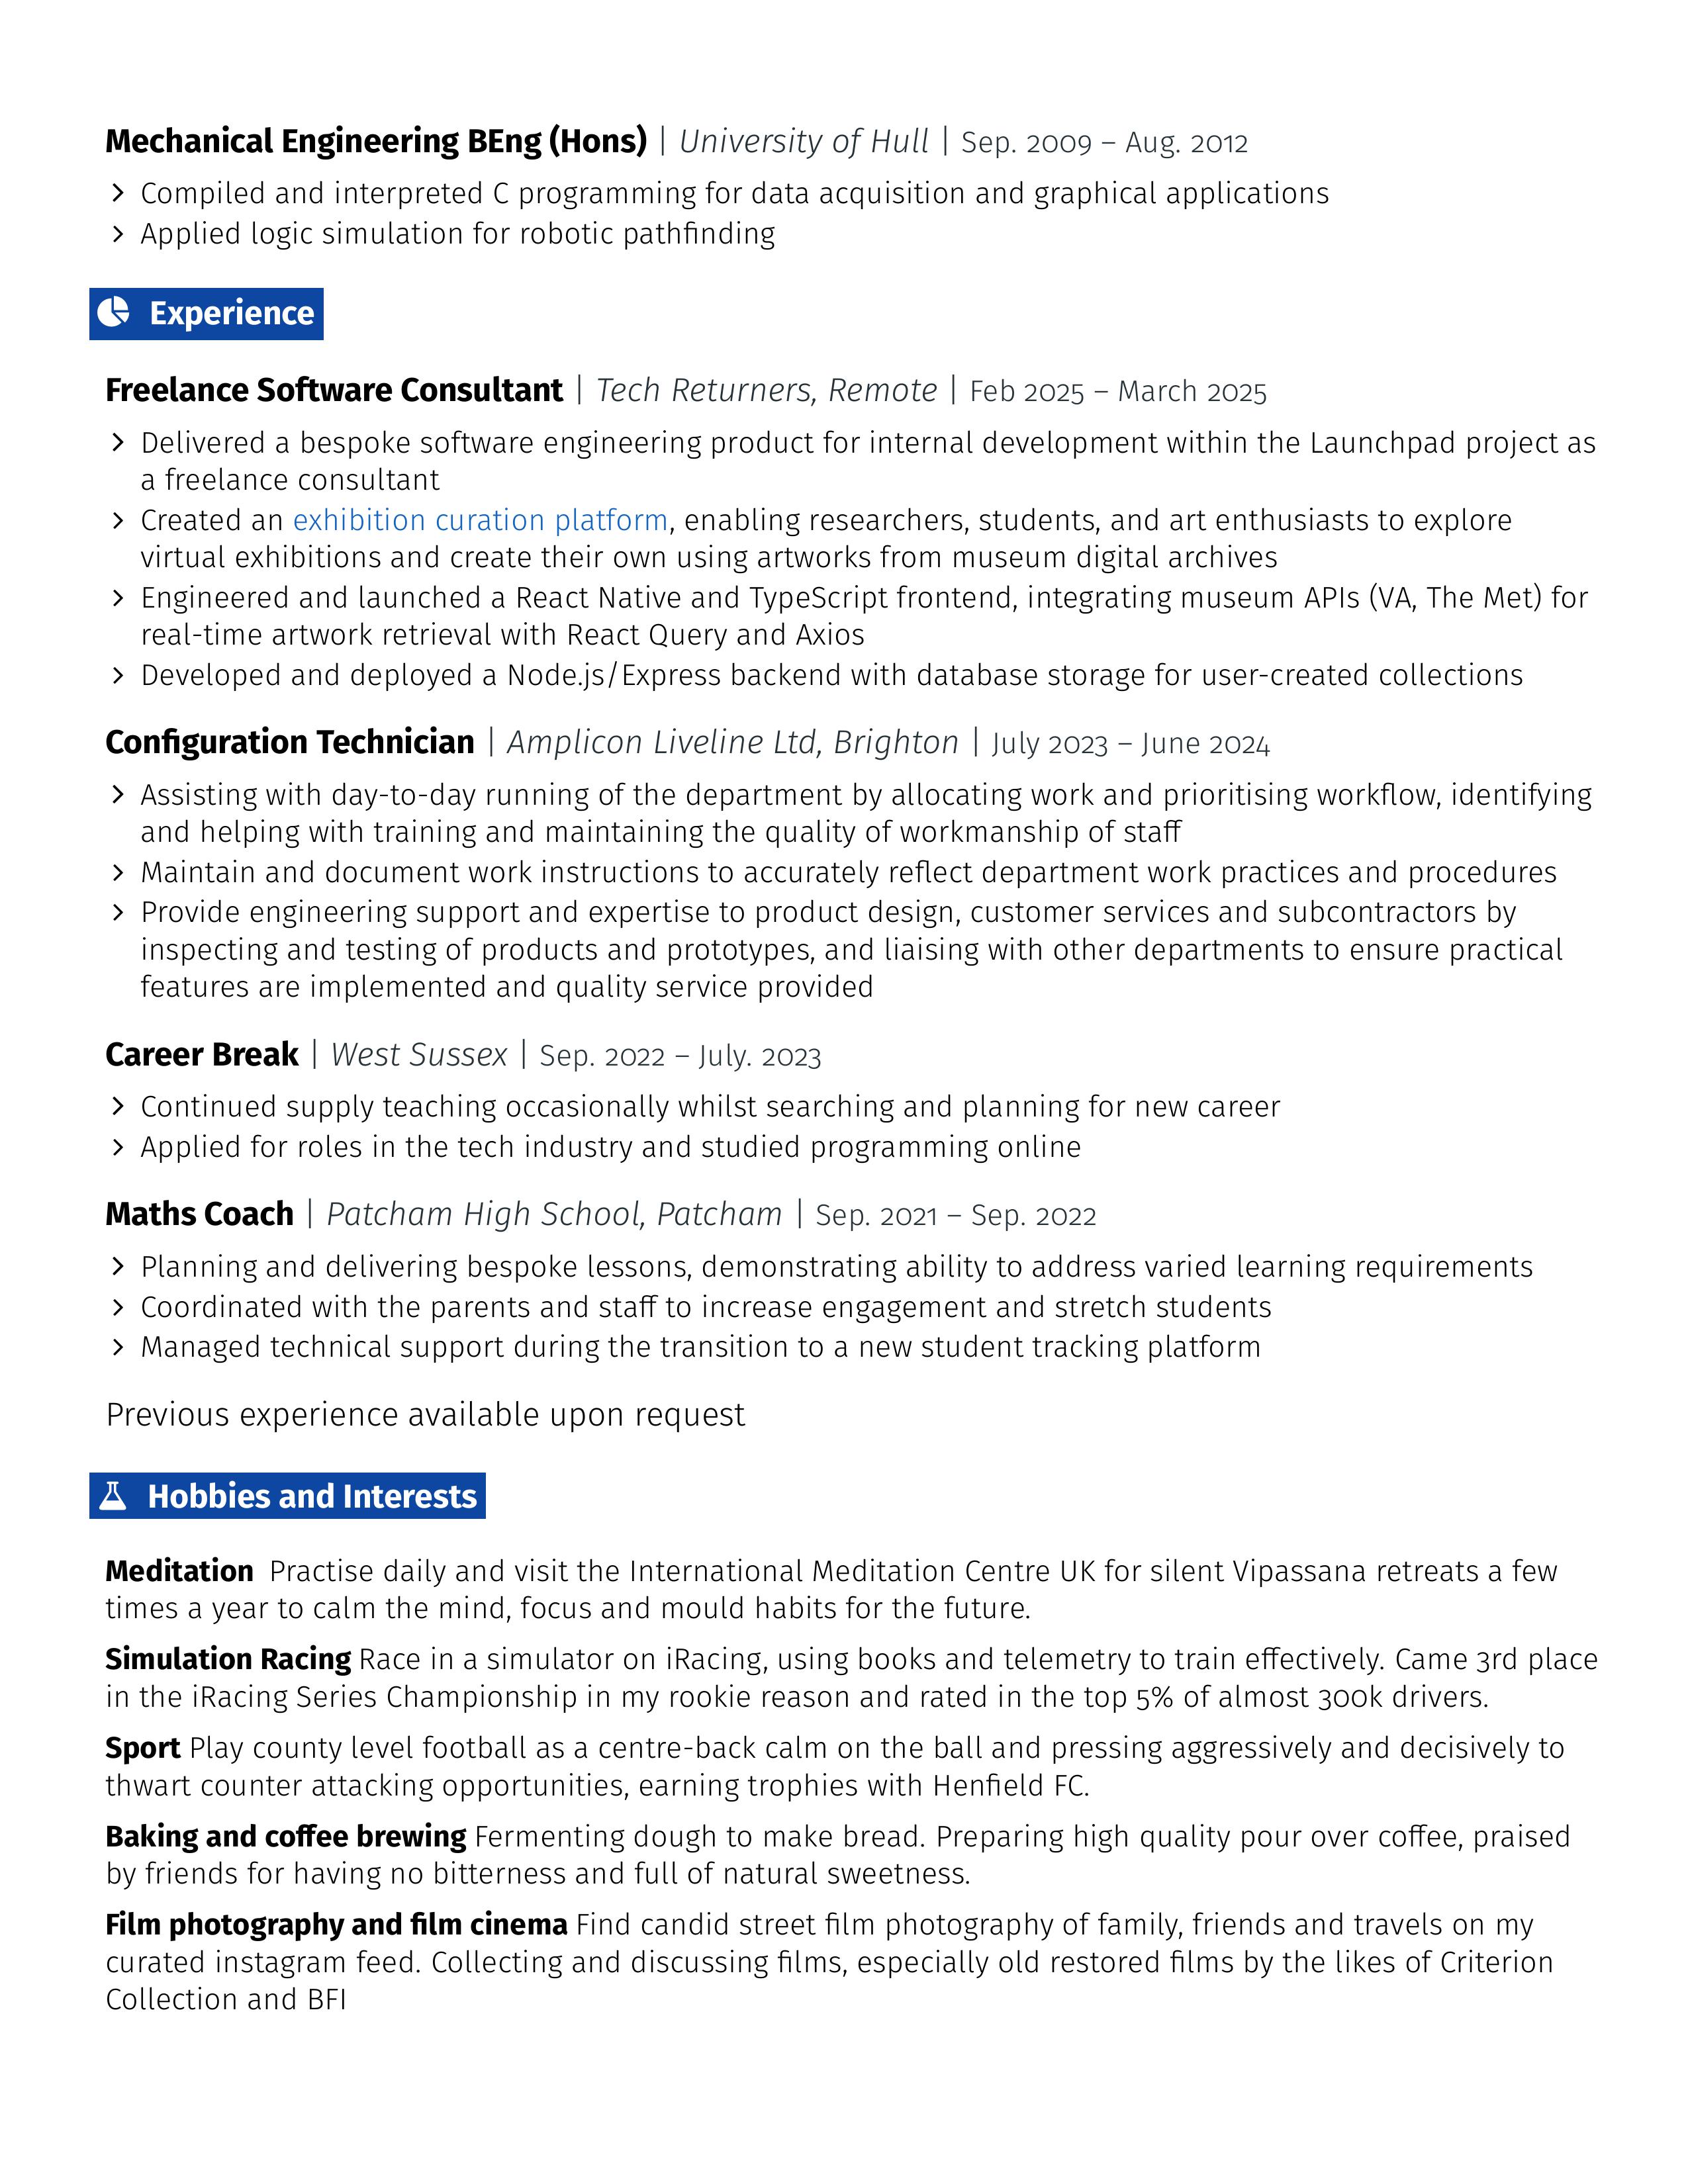 Mechanical Engineering BEng (Hons) | University of Hull | Sep. 2009 – Aug. 2012
> Compiled and interpreted C programming for data acquisition and graphical applications
> Applied logic simulation for robotic pathfinding
Experience
Freelance Software Consultant | Tech Returners, Remote | Feb 2025 – March 2025
> Delivered a bespoke software engineering product for internal development within the Launchpad project as
a freelance consultant
> Created an exhibition curation platform, enabling researchers, students, and art enthusiasts to explore
virtual exhibitions and create their own using artworks from museum digital archives
> Engineered and launched a React Native and TypeScript frontend, integrating museum APIs (VA, The Met) for
real-time artwork retrieval with React Query and Axios
> Developed and deployed a Node.js/Express backend with database storage for user-created collections
Configuration Technician | Amplicon Liveline Ltd, Brighton | July 2023 – June 2024
> Assisting with day-to-day running of the department by allocating work and prioritising workflow, identifying
and helping with training and maintaining the quality of workmanship of staff
> Maintain and document work instructions to accurately reflect department work practices and procedures
> Provide engineering support and expertise to product design, customer services and subcontractors by
inspecting and testing of products and prototypes, and liaising with other departments to ensure practical
features are implemented and quality service provided
Career Break | West Sussex | Sep. 2022 – July. 2023
> Continued supply teaching occasionally whilst searching and planning for new career
> Applied for roles in the tech industry and studied programming online
Maths Coach | Patcham High School, Patcham | Sep. 2021 – Sep. 2022
> Planning and delivering bespoke lessons, demonstrating ability to address varied learning requirements
> Coordinated with the parents and staff to increase engagement and stretch students
> Managed technical support during the transition to a new student tracking platform
Previous experience available upon request
Hobbies and Interests
Meditation Practise daily and visit the International Meditation Centre UK for silent Vipassana retreats a few
times a year to calm the mind, focus and mould habits for the future.
Simulation Racing Race in a simulator on iRacing, using books and telemetry to train effectively. Came 3rd place
in the iRacing Series Championship in my rookie reason and rated in the top 5% of almost 300k drivers.
Sport Play county level football as a centre-back calm on the ball and pressing aggressively and decisively to
thwart counter attacking opportunities, earning trophies with Henfield FC.
Baking and coffee brewing Fermenting dough to make bread. Preparing high quality pour over coffee, praised
by friends for having no bitterness and full of natural sweetness.
Film photography and film cinema Find candid street film photography of family, friends and travels on my
curated instagram feed. Collecting and discussing films, especially old restored films by the likes of Criterion
Collection and BFI